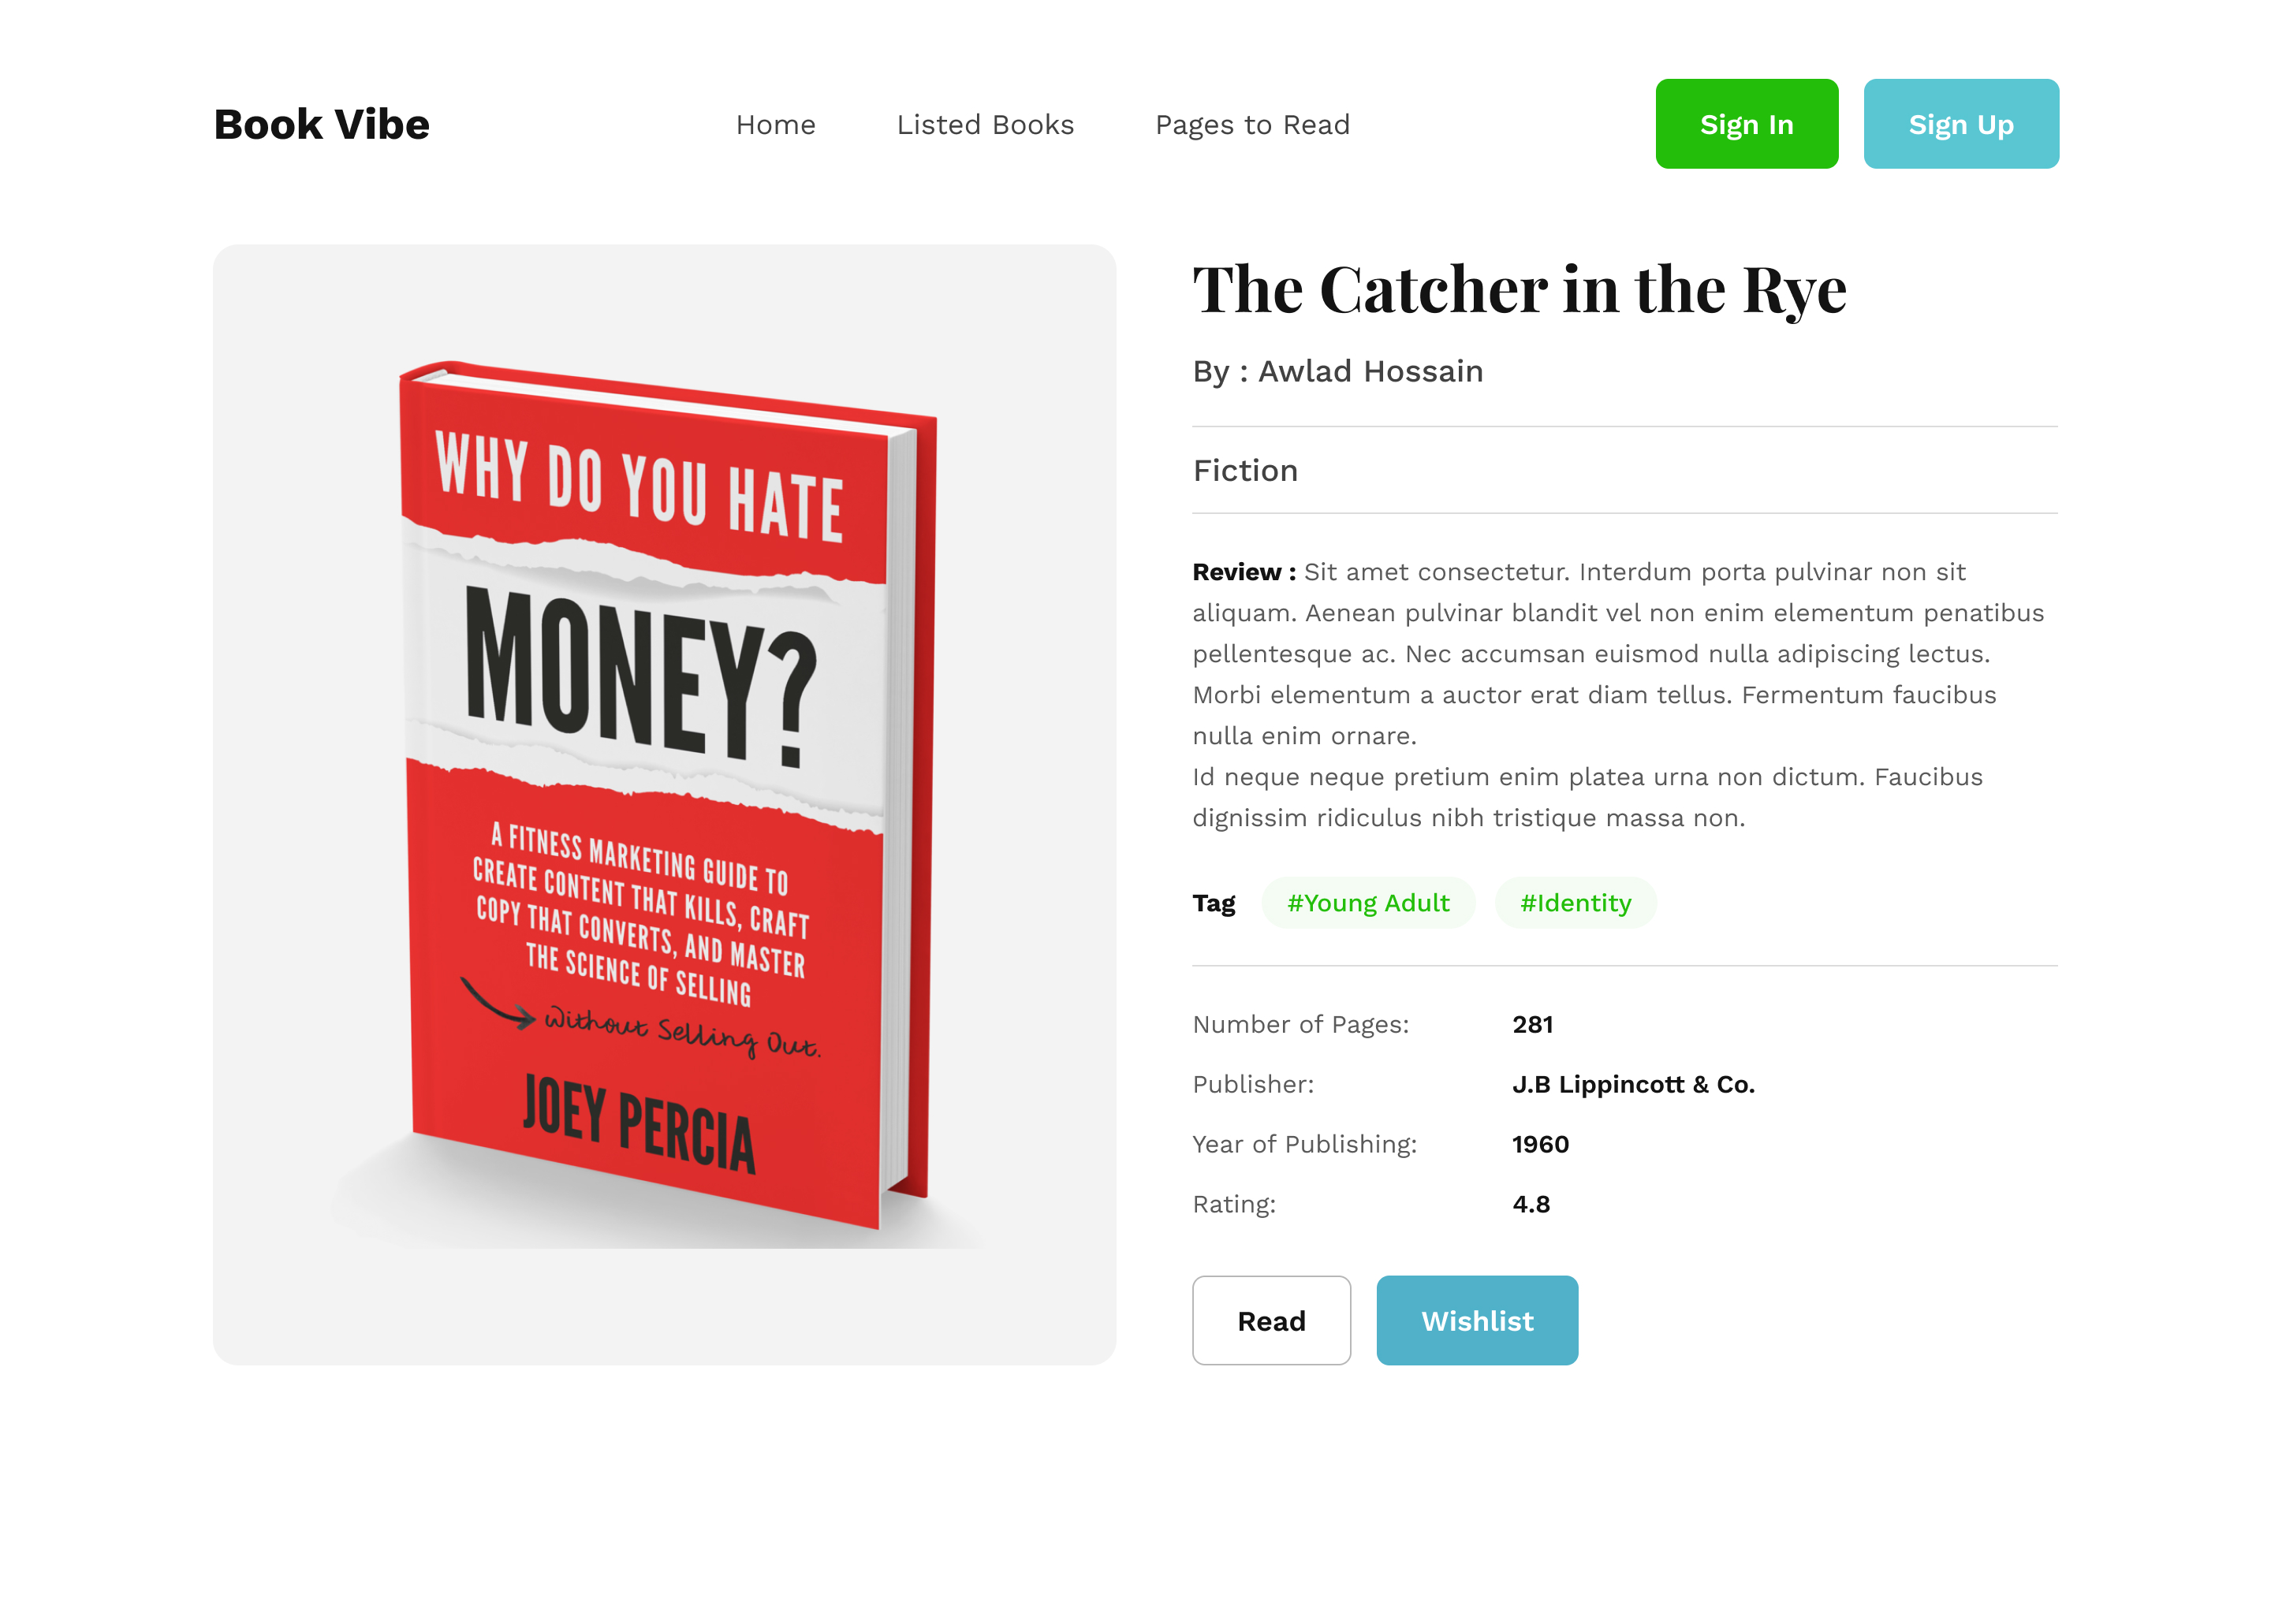 Book Vibe
Home
Listed Books
Pages to Read
Sign In
Sign Up
WHY DO YOU HATE
MONEY?
A FITNESS MARKETING GUIDE TO
CREATE CONTENT THAT KILLS, CRAFT
COPY THAT CONVERTS, AND MASTER
THE SCIENCE OF SELLING
Without Selling Out.
JOEY PERCIA
The Catcher in the Rye
By : Awlad Hossain
Fiction
Review : Sit amet consectetur. Interdum porta pulvinar non sit
aliquam. Aenean pulvinar blandit vel non enim elementum penatibus
pellentesque ac. Nec accumsan euismod nulla adipiscing lectus.
Morbi elementum a auctor erat diam tellus. Fermentum faucibus
nulla enim ornare.
Id neque neque pretium enim platea urna non dictum. Faucibus
dignissim ridiculus nibh tristique massa non.
Tag #Young Adult #Identity
Number of Pages: 281
Publisher: J.B Lippincott & Co.
Year of Publishing: 1960
Rating: 4.8
Read
Wishlist